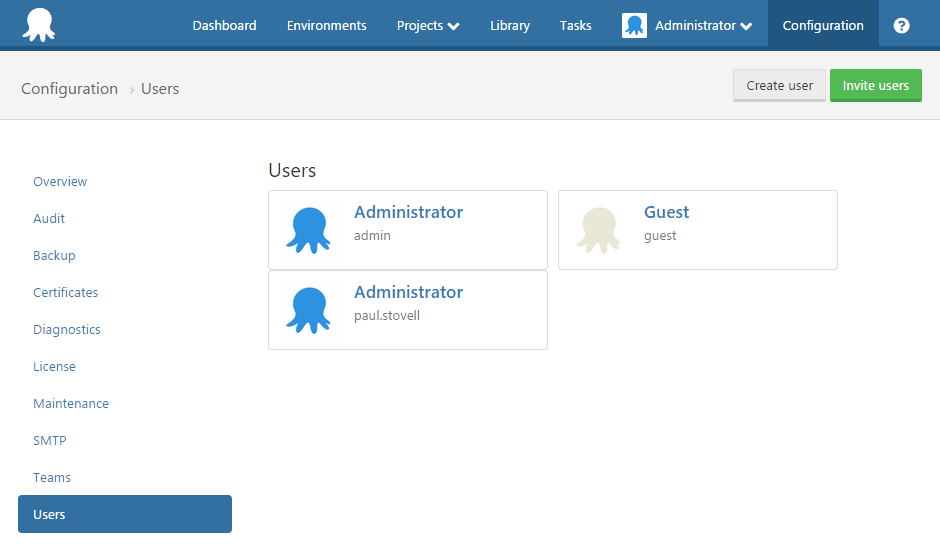 Dashboard Environments Projects Library Tasks Administrator Configuration ?
Configuration › Users Create user Invite users
Overview
Audit
Backup
Certificates
Diagnostics
License
Maintenance
SMTP
Teams
Users
Users
Administrator
admin
Guest
guest
Administrator
paul.stovell